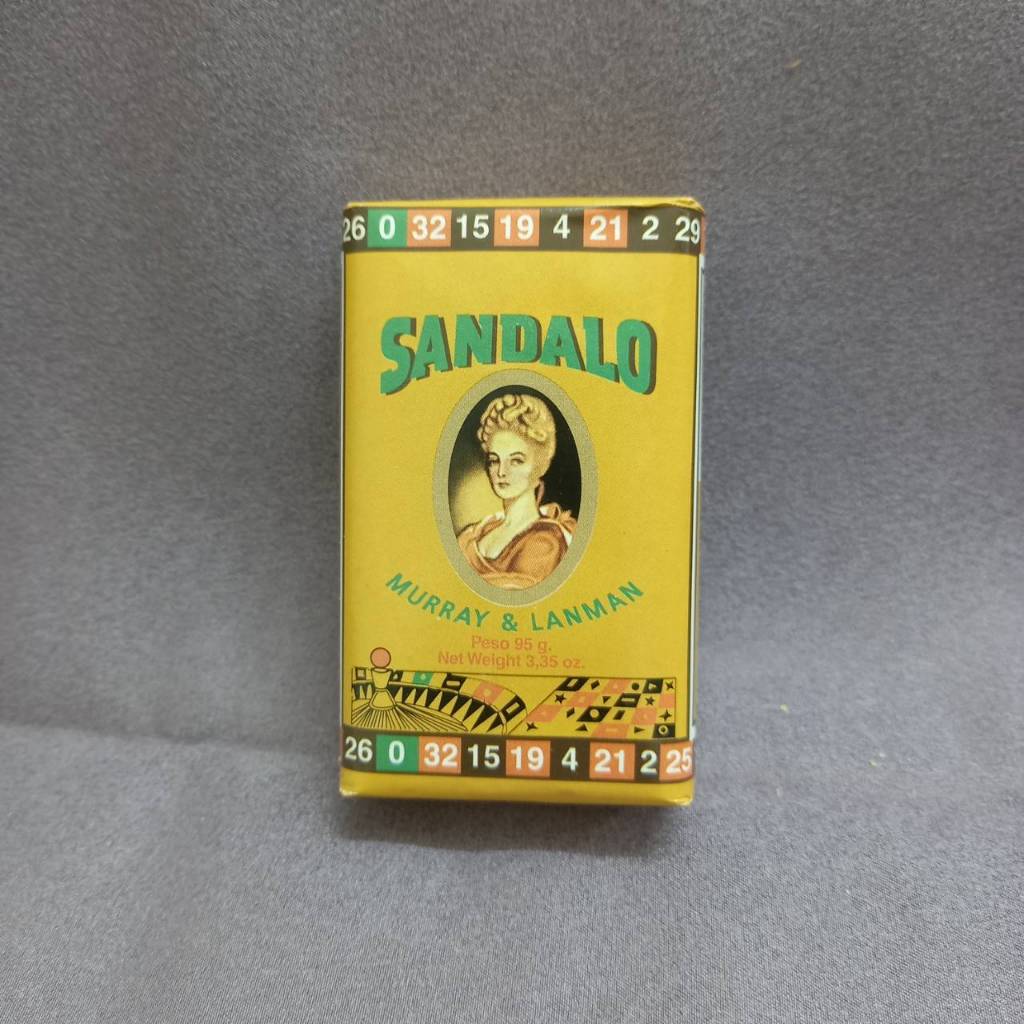 26 0 32 15 19 4 21 2 29
SANDALO
MURRAY & LANMAN
Peso 95 g.
Net Weight 3,35 oz.
26 0 32 15 19 4 21 2 25